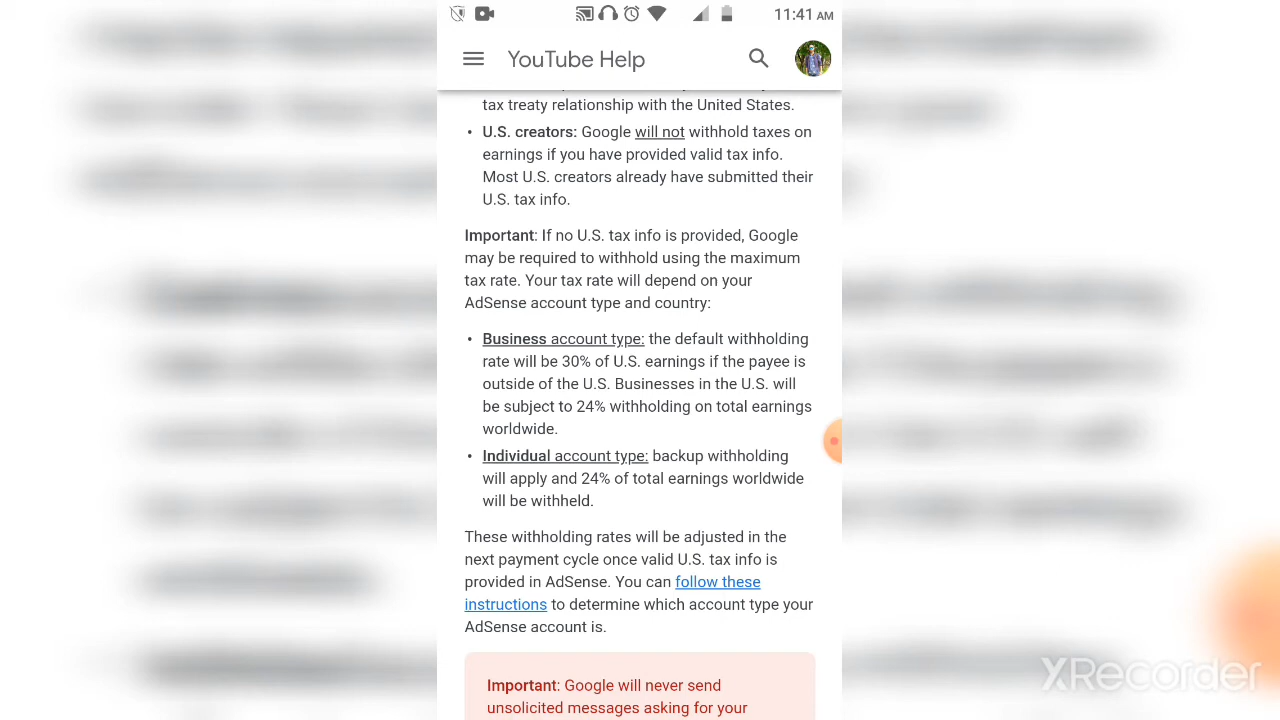 11:41 AM
YouTube Help
tax treaty relationship with the United States.
• U.S. creators: Google will not withhold taxes on
earnings if you have provided valid tax info.
Most U.S. creators already have submitted their
U.S. tax info.
Important: If no U.S. tax info is provided, Google
may be required to withhold using the maximum
tax rate. Your tax rate will depend on your
AdSense account type and country:
• Business account type: the default withholding
rate will be 30% of U.S. earnings if the payee is
outside of the U.S. Businesses in the U.S. will
be subject to 24% withholding on total earnings
worldwide.
• Individual account type: backup withholding
will apply and 24% of total earnings worldwide
will be withheld.
These withholding rates will be adjusted in the
next payment cycle once valid U.S. tax info is
provided in AdSense. You can follow these
instructions to determine which account type your
AdSense account is.
Important: Google will never send
unsolicited messages asking for your
XRecorder